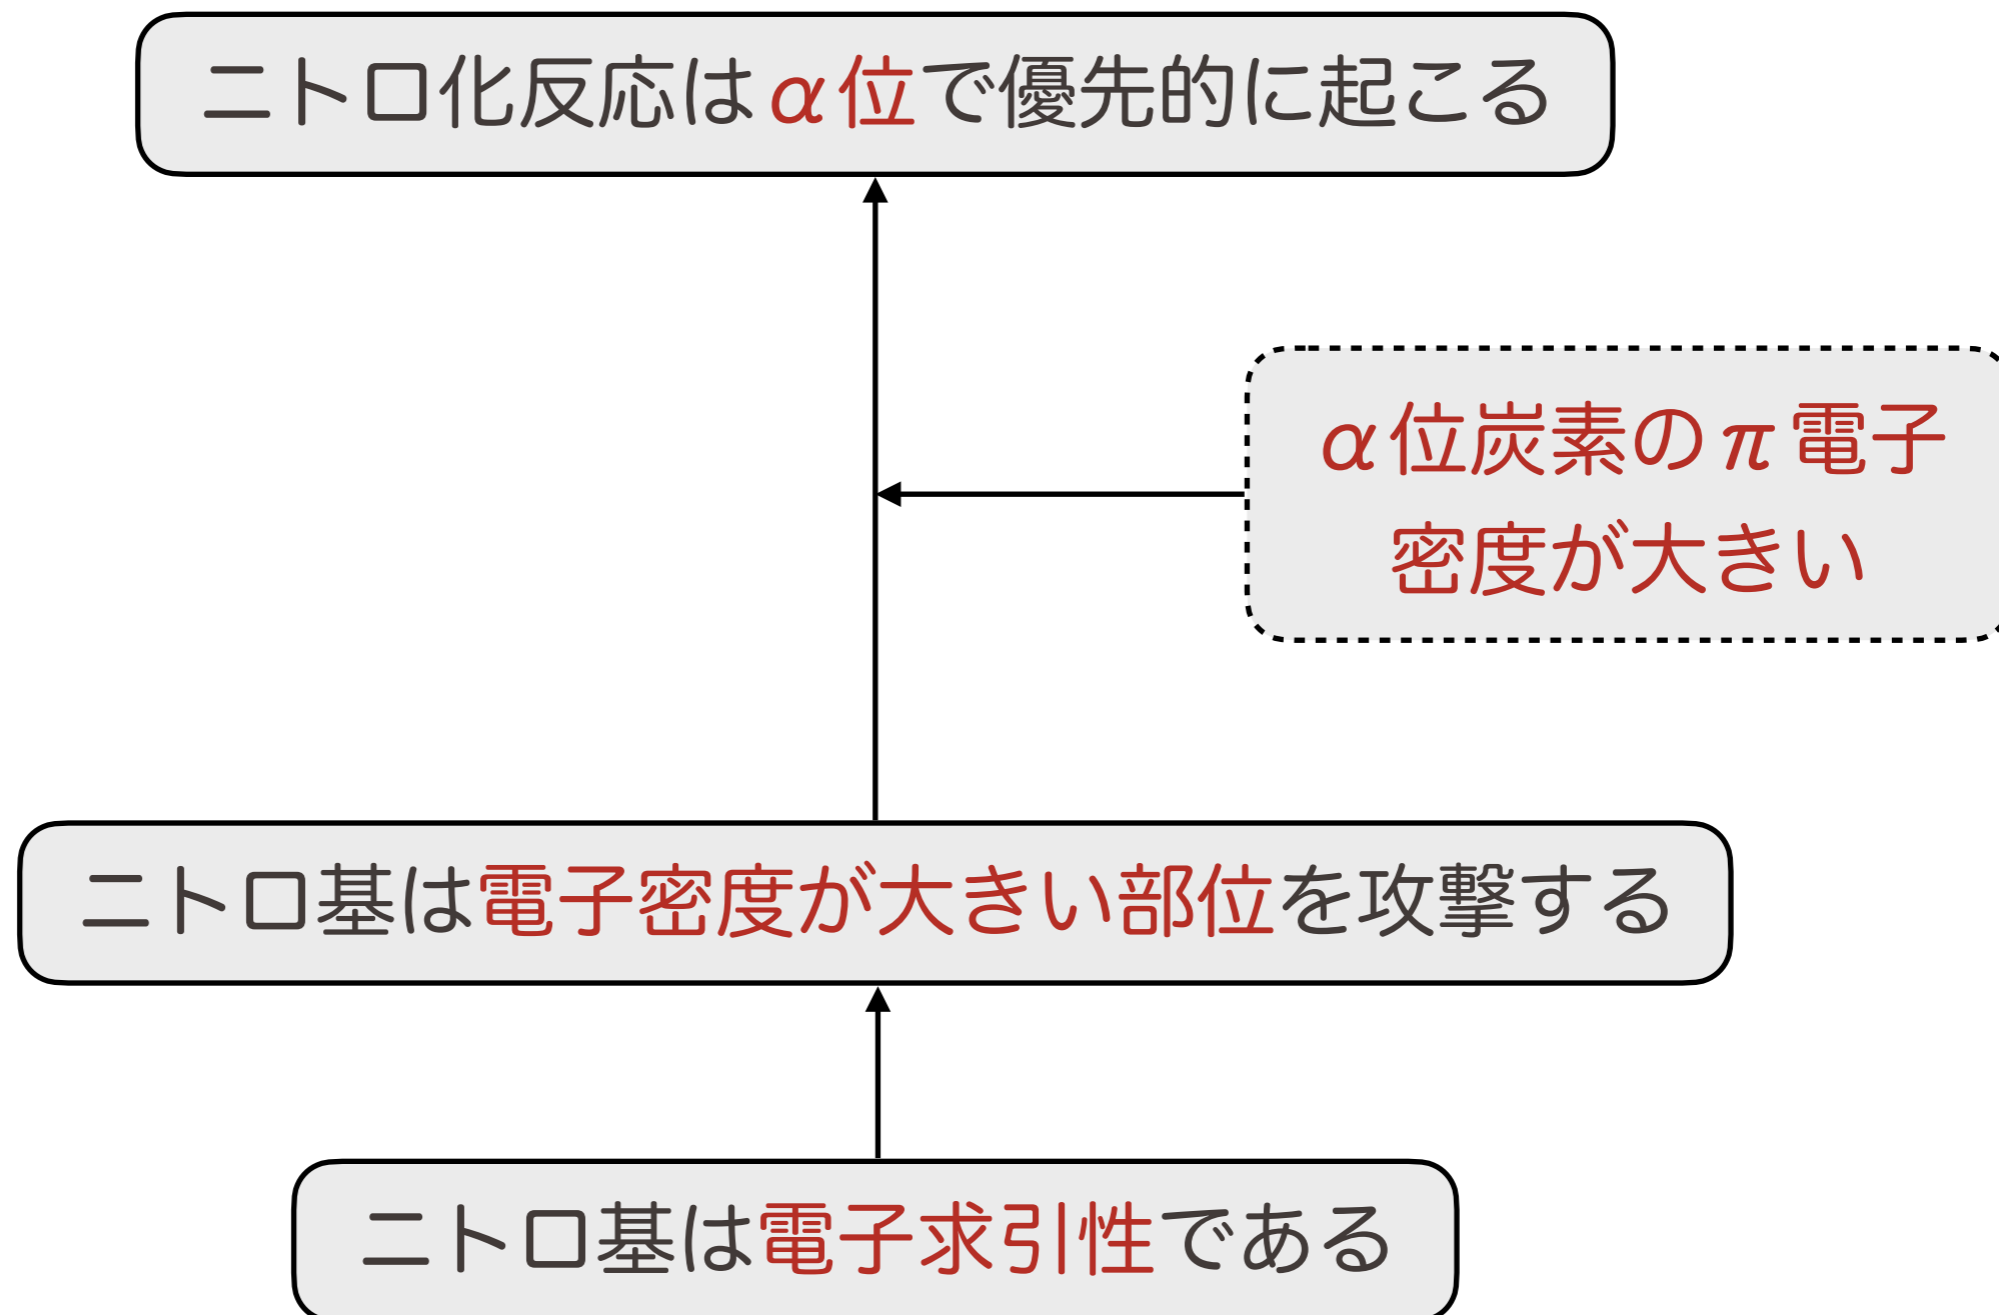 ニトロ化反応はα位で優先的に起こる
α位炭素のπ電子
密度が大きい
ニトロ基は電子密度が大きい部位を攻撃する
ニトロ基は電子求引性である